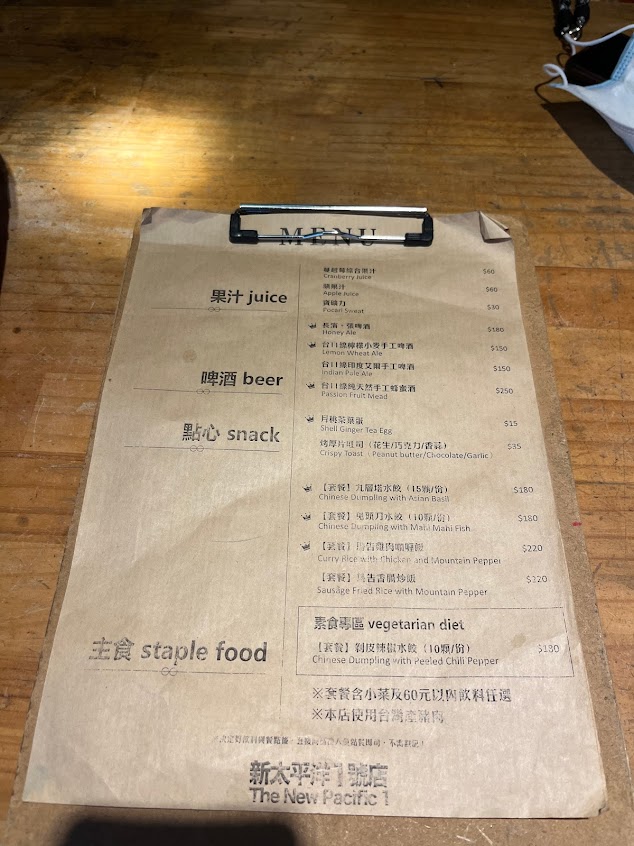 MENU
果汁 juice
蔓越莓綜合果汁 $60
Cranberry Juice
蘋果汁 $60
Apple Juice
寶礦力 $30
Pocari Sweat
啤酒 beer
長濱・張啤酒 $180
Honey Ale
台11線檸檬小麥手工啤酒 $150
Lemon Wheat Ale
台11線印度艾爾手工啤酒 $150
Indian Pale Ale
台11線純天然手工蜂蜜酒 $250
Passion Fruit Mead
點心 snack
月桃茶葉蛋 $15
Shell Ginger Tea Egg
烤厚片吐司（花生/巧克力/香蒜） $35
Crispy Toast（Peanut butter/Chocolate/Garlic）
主食 staple food
【套餐】九層塔水餃（15顆/份） $180
Chinese Dumpling with Asian Basil
【套餐】鬼頭刀水餃（10顆/份） $180
Chinese Dumpling with Mahi Mahi Fish
【套餐】馬告雞肉咖喱飯 $220
Curry Rice with Chicken and Mountain Pepper
【套餐】馬告香腸炒飯 $220
Sausage Fried Rice with Mountain Pepper
素食專區 vegetarian diet
【套餐】剝皮辣椒水餃（10顆/份） $180
Chinese Dumpling with Peeled Chili Pepper
※套餐含小菜及60元以內飲料任選
※本店使用台灣產豬肉
新太平洋1號店
The New Pacific 1